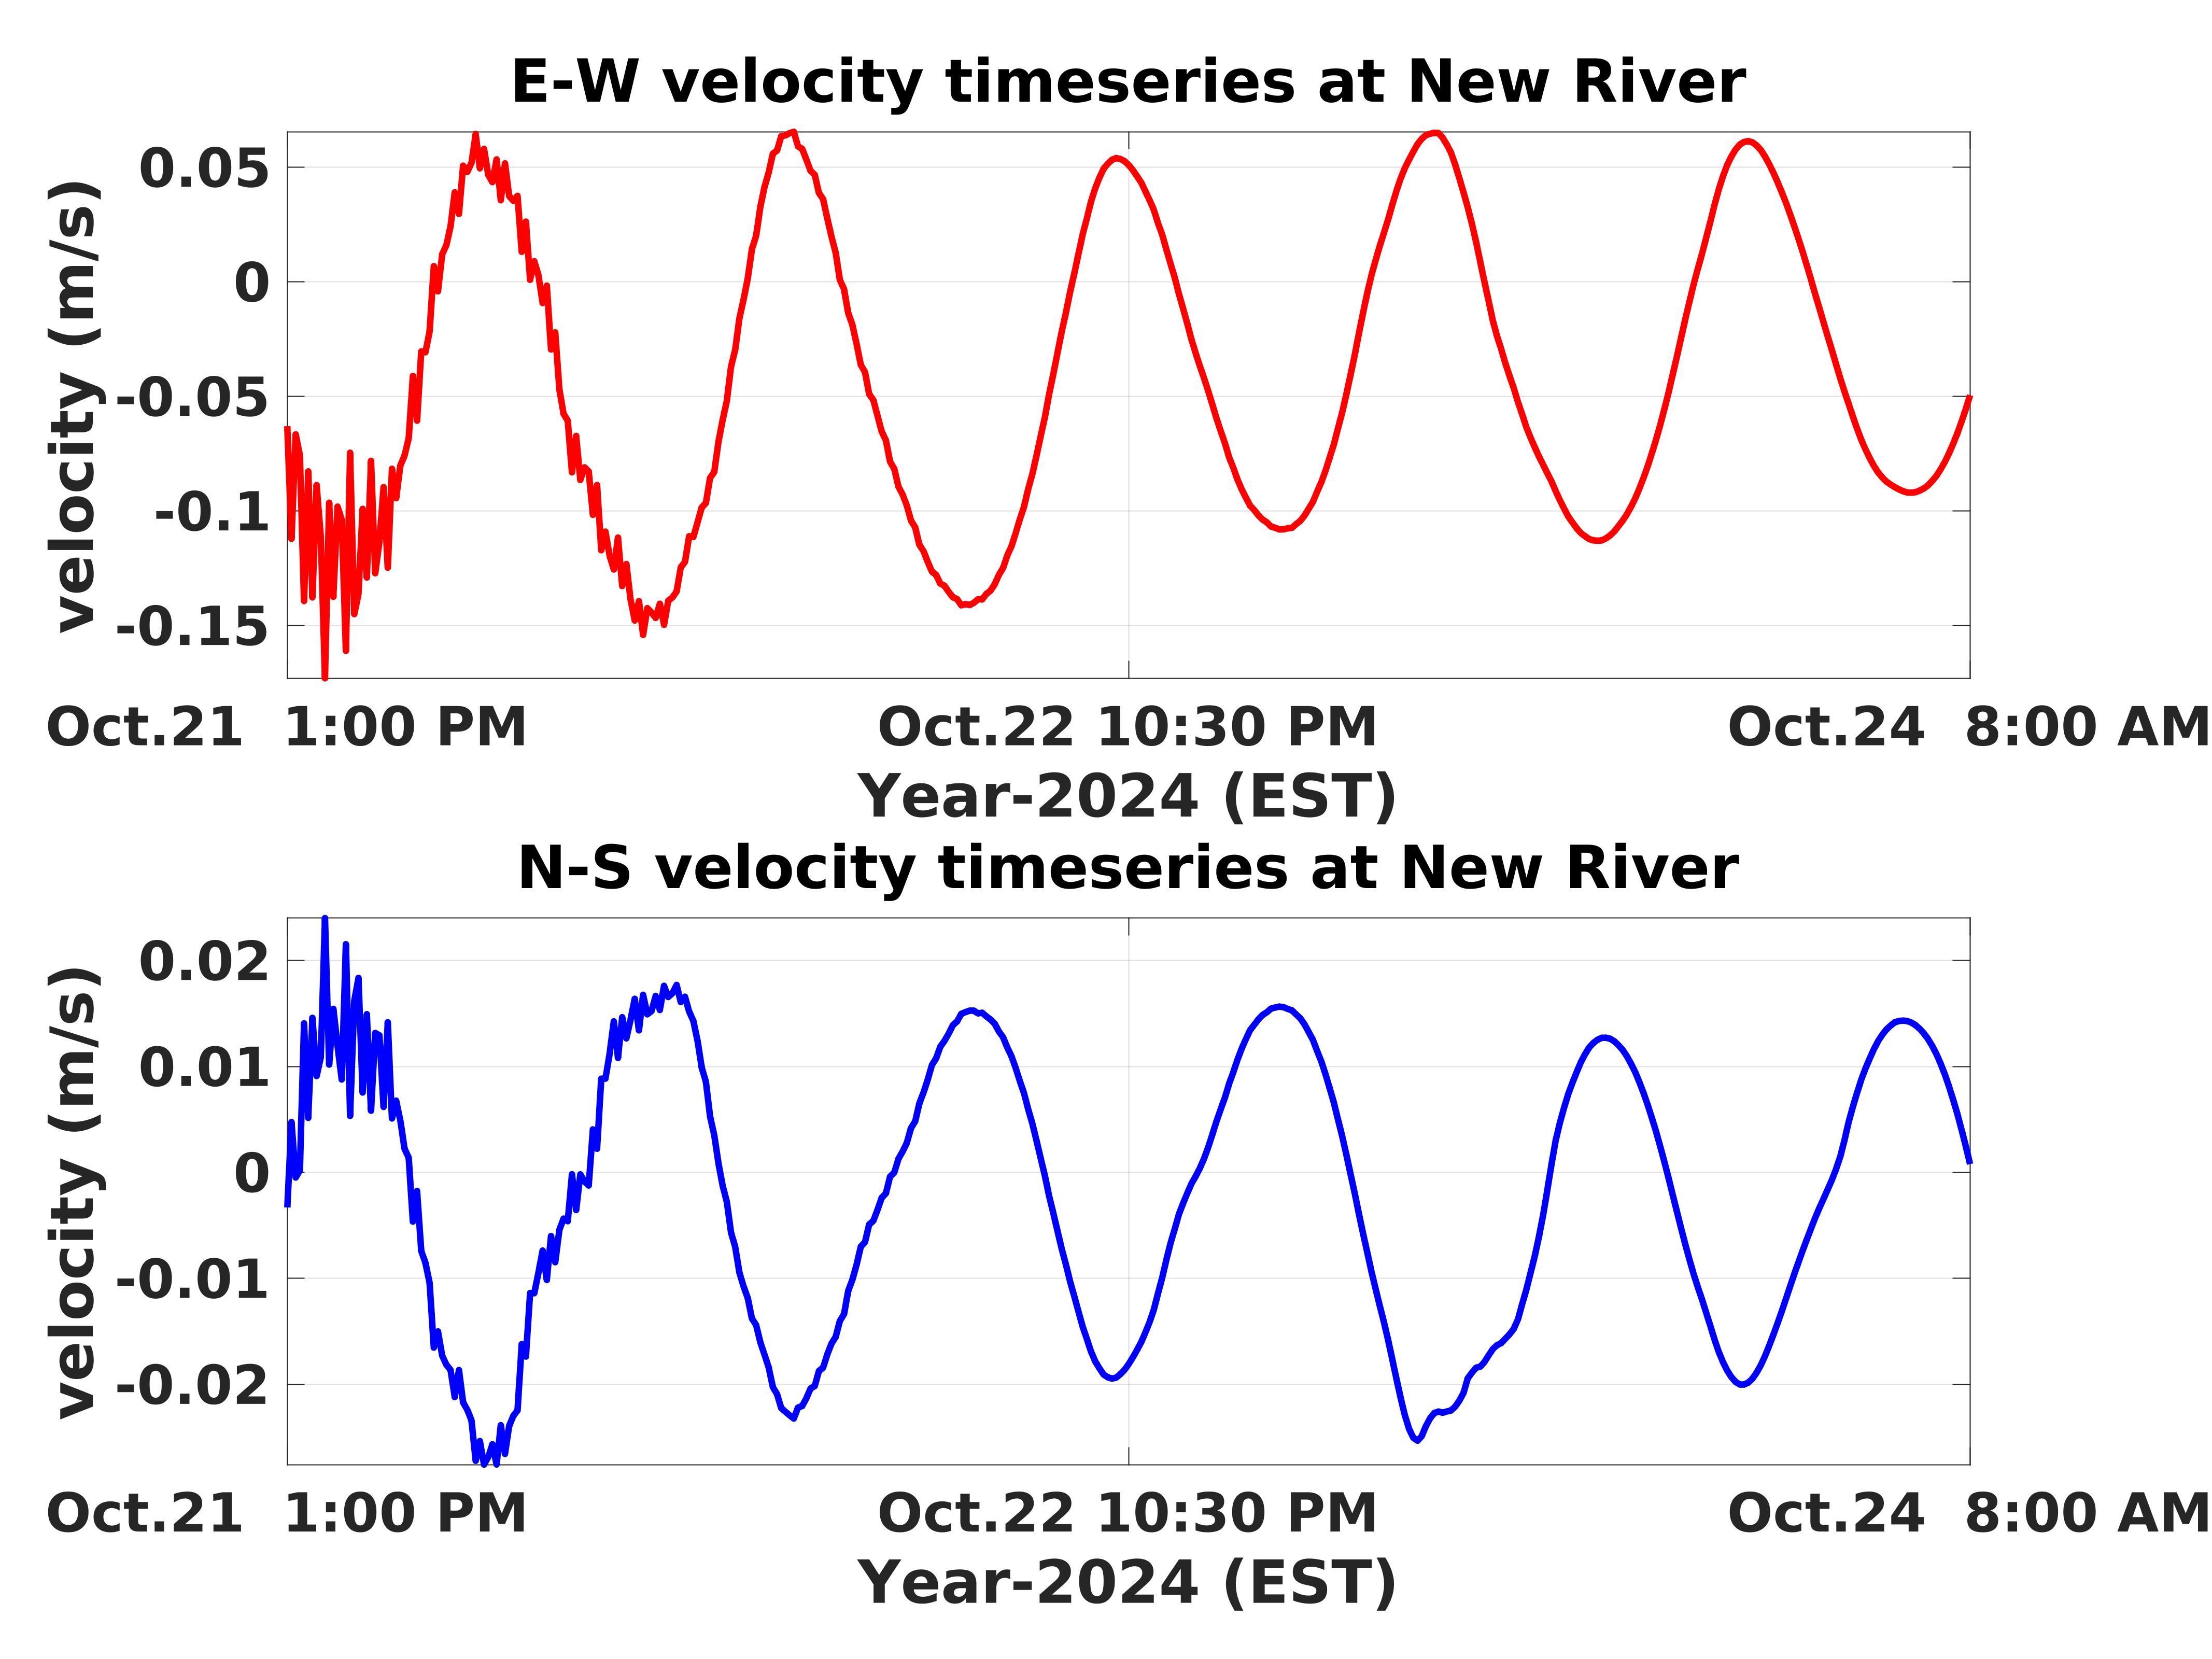 E-W velocity timeseries at New River
velocity (m/s)
0.05
0
-0.05
-0.1
-0.15
Oct.21  1:00 PM
Oct.22 10:30 PM
Oct.24  8:00 AM
Year-2024 (EST)
N-S velocity timeseries at New River
velocity (m/s)
0.02
0.01
0
-0.01
-0.02
Oct.21  1:00 PM
Oct.22 10:30 PM
Oct.24  8:00 AM
Year-2024 (EST)